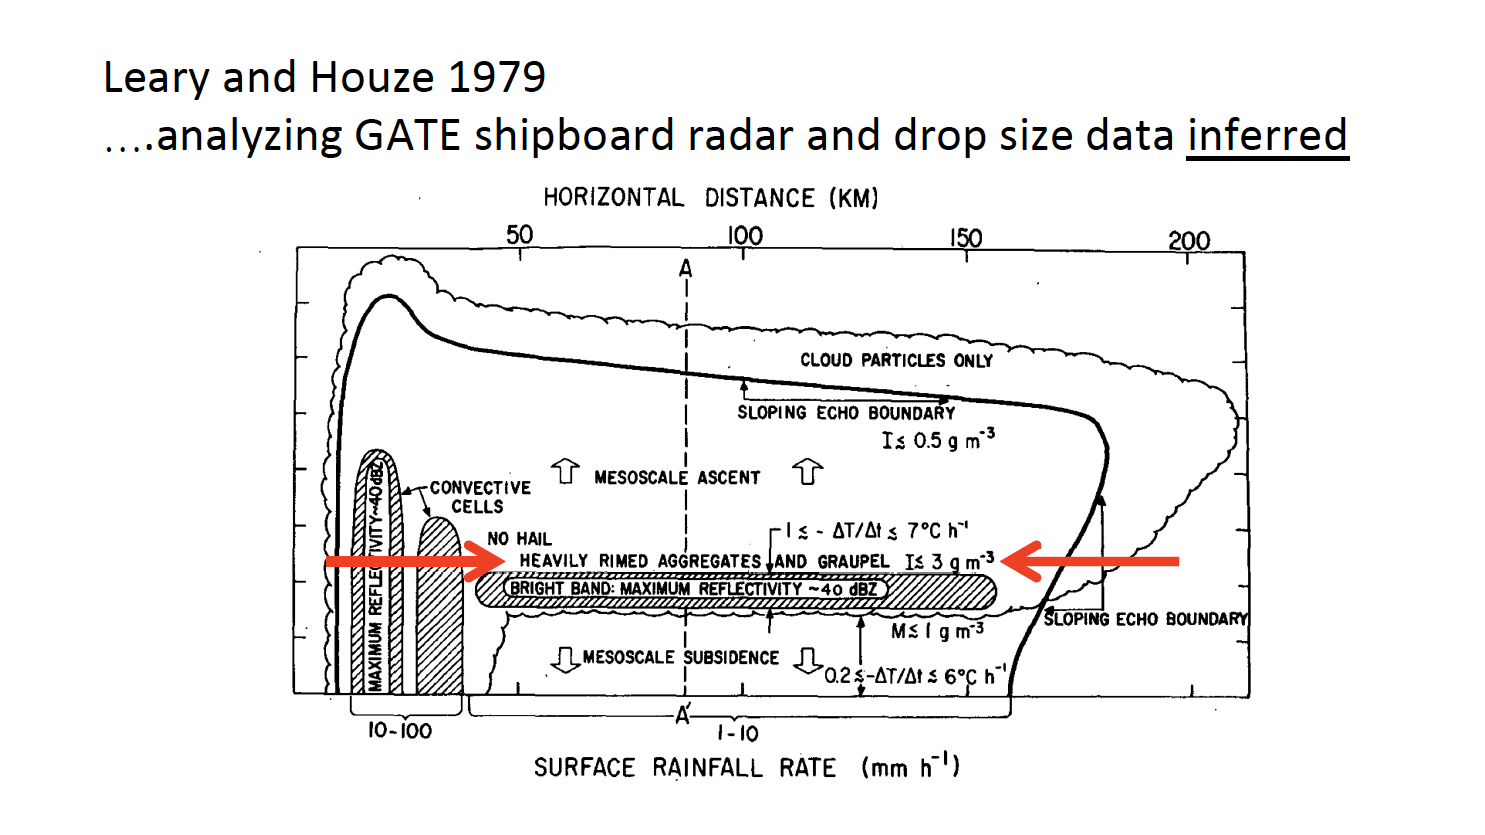 Leary and Houze 1979
….analyzing GATE shipboard radar and drop size data inferred
HORIZONTAL DISTANCE (KM)
50 100 150 200
A
CLOUD PARTICLES ONLY
SLOPING ECHO BOUNDARY
I≤ 0.5 g m⁻³
MESOSCALE ASCENT
CONVECTIVE
CELLS
MAXIMUM REFLECTIVITY~40dBZ
I ≤ - ΔT/Δt ≤ 7°C h⁻¹
NO HAIL
HEAVILY RIMED AGGREGATES AND GRAUPEL I≤ 3 g m⁻³
BRIGHT BAND: MAXIMUM REFLECTIVITY ~40 dBZ
SLOPING ECHO BOUNDARY
M≤ I g m⁻³
MESOSCALE SUBSIDENCE
0.2≤-ΔT/Δt≤ 6°C h⁻¹
A'
10-100
1-10
SURFACE RAINFALL RATE (mm h⁻¹)